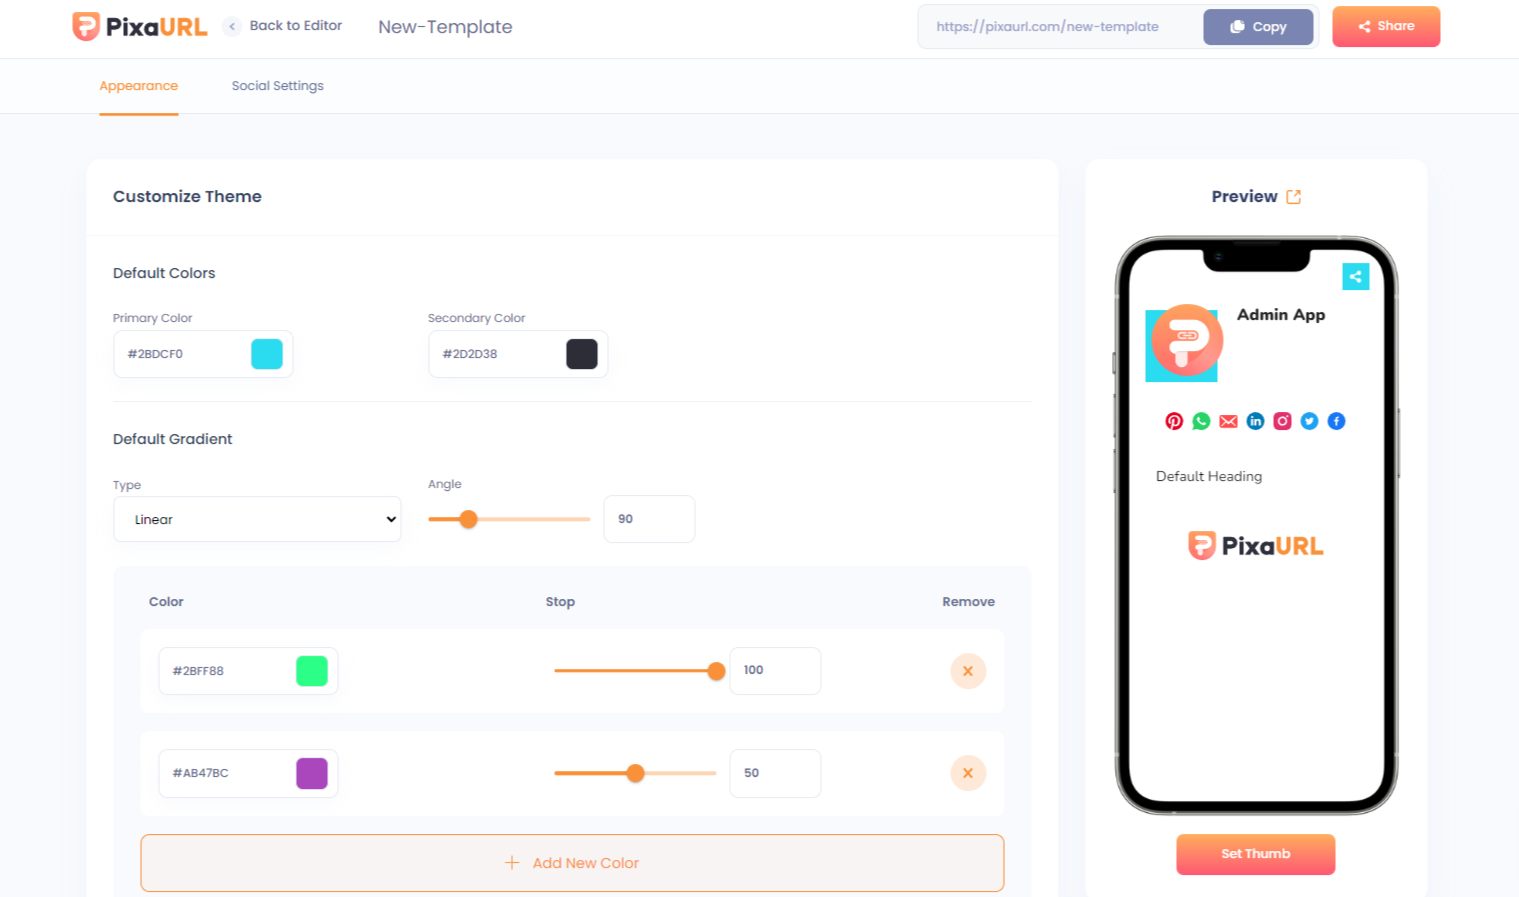 PixaURL
Back to Editor
New-Template
https://pixaurl.com/new-template
Copy
Share
Appearance
Social Settings
Customize Theme
Default Colors
Primary Color
Secondary Color
#2BDCF0
#2D2D38
Default Gradient
Type
Angle
Linear
90
Color
Stop
Remove
#2BFF88
100
#AB47BC
50
Add New Color
Preview
Admin App
Default Heading
PixaURL
Set Thumb